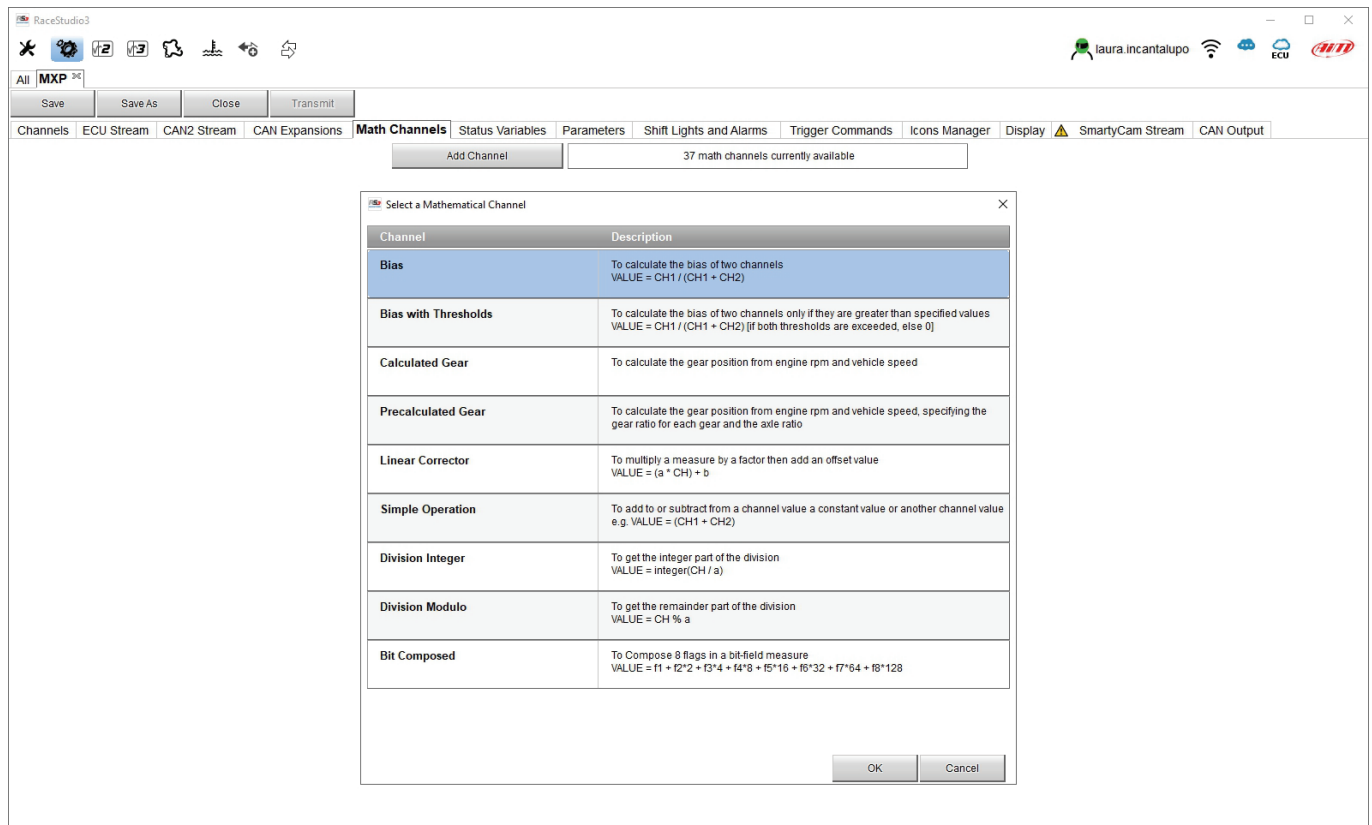 RaceStudio3
laura.incantalupo
ECU
AiM
All MXP
Save Save As Close Transmit
Channels ECU Stream CAN2 Stream CAN Expansions Math Channels Status Variables Parameters Shift Lights and Alarms Trigger Commands Icons Manager Display SmartyCam Stream CAN Output
Add Channel 37 math channels currently available
Select a Mathematical Channel
Channel Description
Bias To calculate the bias of two channels
VALUE = CH1 / (CH1 + CH2)
Bias with Thresholds To calculate the bias of two channels only if they are greater than specified values
VALUE = CH1 / (CH1 + CH2) [if both thresholds are exceeded, else 0]
Calculated Gear To calculate the gear position from engine rpm and vehicle speed
Precalculated Gear To calculate the gear position from engine rpm and vehicle speed, specifying the
gear ratio for each gear and the axle ratio
Linear Corrector To multiply a measure by a factor then add an offset value
VALUE = (a * CH) + b
Simple Operation To add to or subtract from a channel value a constant value or another channel value
e.g. VALUE = (CH1 + CH2)
Division Integer To get the integer part of the division
VALUE = integer(CH / a)
Division Modulo To get the remainder part of the division
VALUE = CH % a
Bit Composed To Compose 8 flags in a bit-field measure
VALUE = f1 + f2*2 + f3*4 + f4*8 + f5*16 + f6*32 + f7*64 + f8*128
OK Cancel